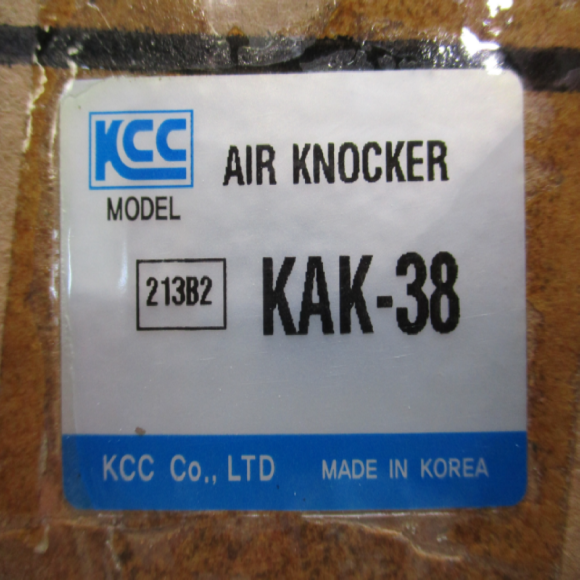 KCC AIR KNOCKER
MODEL
213B2 KAK-38
KCC Co., LTD MADE IN KOREA